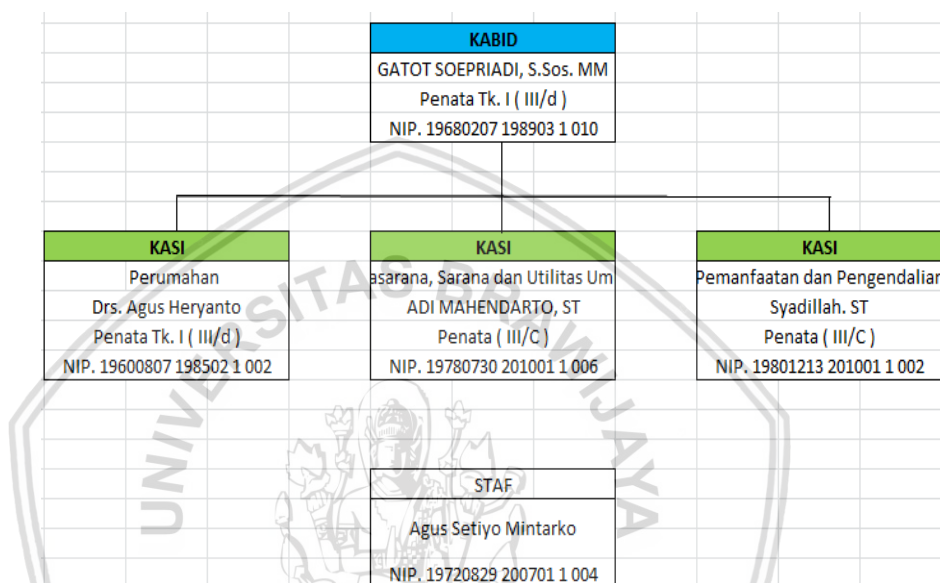 KABID
GATOT SOEPRIADI, S.Sos. MM
Penata Tk. I ( III/d )
NIP. 19680207 198903 1 010
KASI
Perumahan
Drs. Agus Heryanto
Penata Tk. I ( III/d )
NIP. 19600807 198502 1 002
KASI
asarana, Sarana dan Utilitas Um
ADI MAHENDARTO, ST
Penata ( III/C )
NIP. 19780730 201001 1 006
KASI
Pemanfaatan dan Pengendalian
Syadillah. ST
Penata ( III/C )
NIP. 19801213 201001 1 002
STAF
Agus Setiyo Mintarko
NIP. 19720829 200701 1 004
UNIVERSITAS BRAWIJAYA